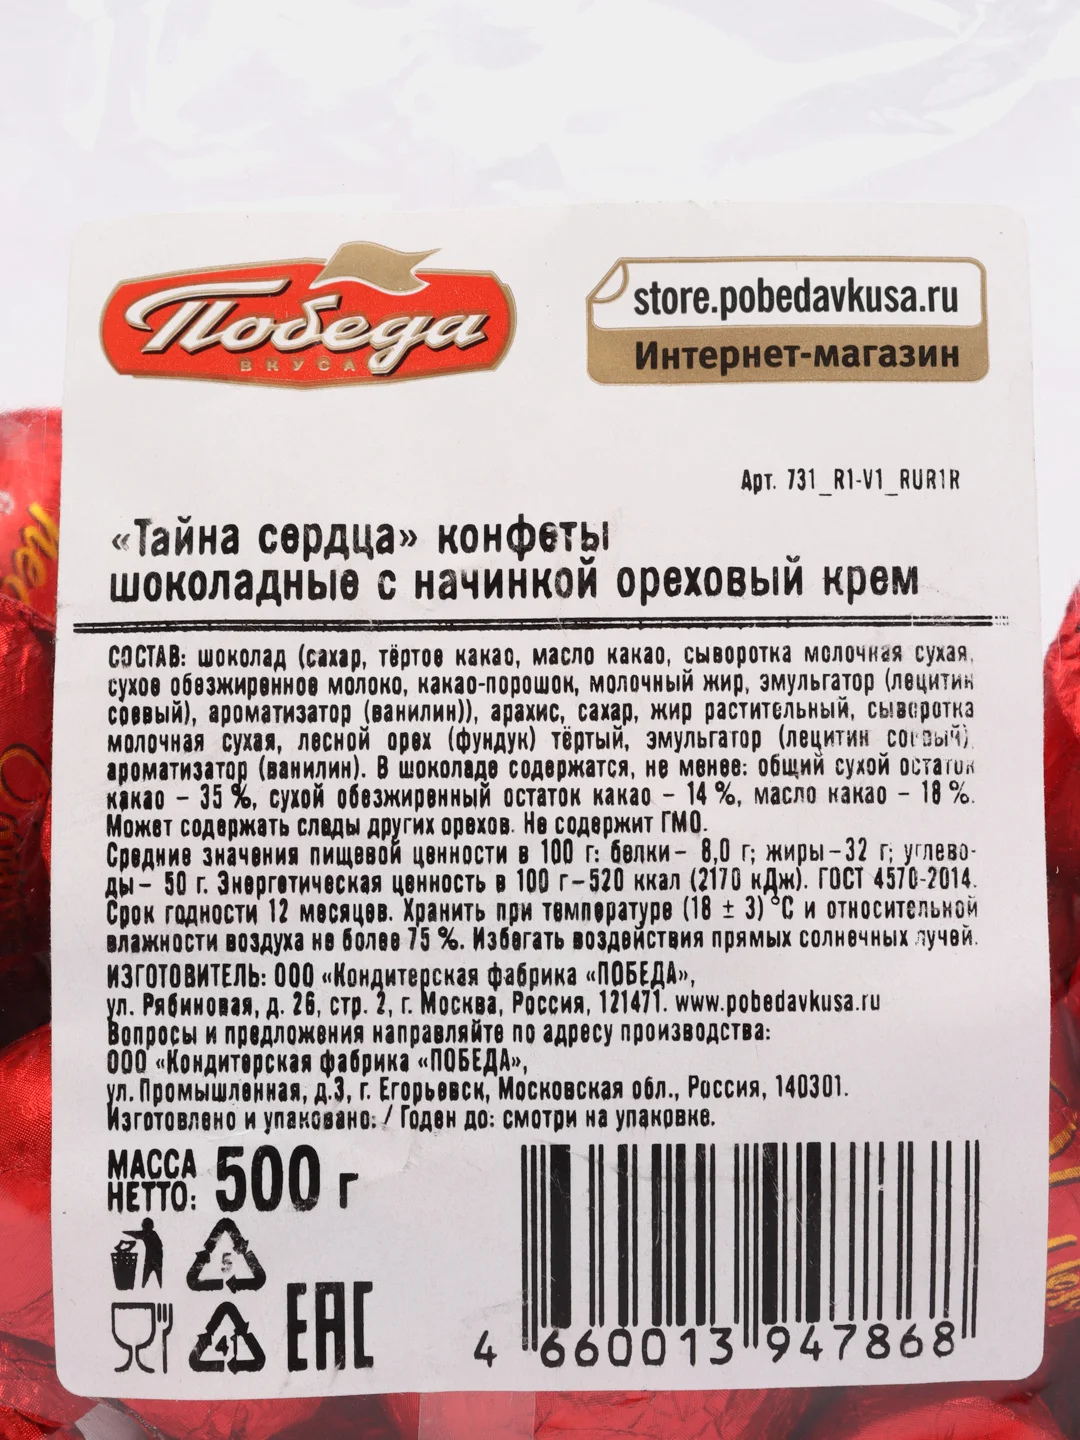 Победа
ВКУСА
store.pobedavkusa.ru
Интернет-магазин
Арт. 731_R1-V1_RUR1R
«Тайна сердца» конфеты
шоколадные с начинкой ореховый крем
СОСТАВ: шоколад (сахар, тёртое какао, масло какао, сыворотка молочная сухая,
сухое обезжиренное молоко, какао-порошок, молочный жир, эмульгатор (лецитин
соевый), ароматизатор (ванилин)), арахис, сахар, жир растительный, сыворотка
молочная сухая, лесной орех (фундук) тёртый, эмульгатор (лецитин соевый),
ароматизатор (ванилин). В шоколаде содержатся, не менее: общий сухой остаток
какао – 35 %, сухой обезжиренный остаток какао – 14 %, масло какао – 18 %.
Может содержать следы других орехов. Не содержит ГМО.
Средние значения пищевой ценности в 100 г: белки– 8,0 г; жиры–32 г; углево-
ды– 50 г. Энергетическая ценность в 100 г–520 ккал (2170 кДж). ГОСТ 4570-2014.
Срок годности 12 месяцев. Хранить при температуре (18 ± 3) °С и относительной
влажности воздуха не более 75 %. Избегать воздействия прямых солнечных лучей.
ИЗГОТОВИТЕЛЬ: ООО «Кондитерская фабрика «ПОБЕДА»,
ул. Рябиновая, д. 26, стр. 2, г. Москва, Россия, 121471. www.pobedavkusa.ru
Вопросы и предложения направляйте по адресу производства:
ООО «Кондитерская фабрика «ПОБЕДА»,
ул. Промышленная, д.3, г. Егорьевск, Московская обл., Россия, 140301.
Изготовлено и упаковано: / Годен до: смотри на упаковке.
МАССА
НЕТТО: 500 г
5
41
EAC
4 660013 947868